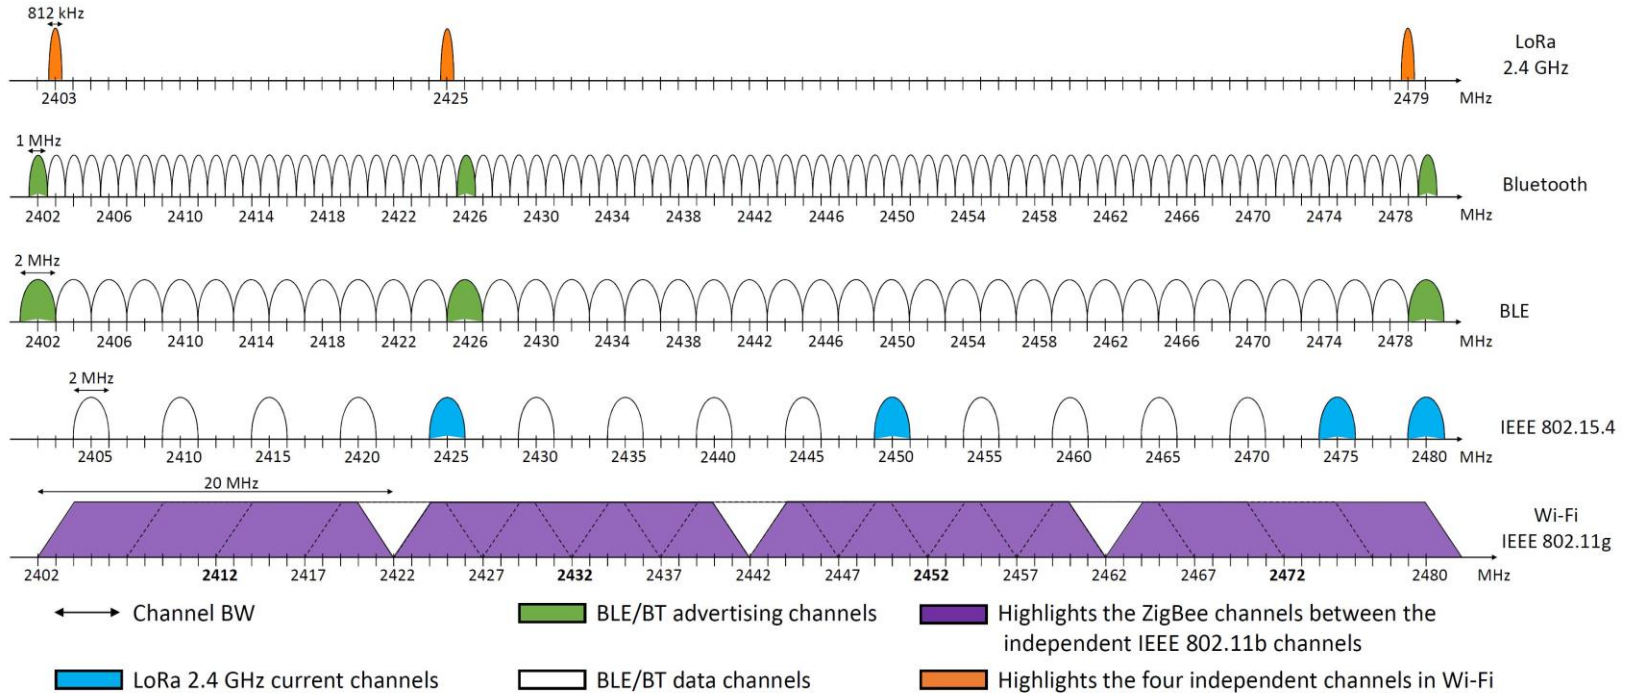 812 kHz
LoRa
2.4 GHz
2403 2425 2479 MHz
1 MHz
Bluetooth
2402 2406 2410 2414 2418 2422 2426 2430 2434 2438 2442 2446 2450 2454 2458 2462 2466 2470 2474 2478 MHz
2 MHz
BLE
2402 2406 2410 2414 2418 2422 2426 2430 2434 2438 2442 2446 2450 2454 2458 2462 2466 2470 2474 2478 MHz
2 MHz
IEEE 802.15.4
2405 2410 2415 2420 2425 2430 2435 2440 2445 2450 2455 2460 2465 2470 2475 2480 MHz
20 MHz
Wi-Fi
IEEE 802.11g
2402 2412 2417 2422 2427 2432 2437 2442 2447 2452 2457 2462 2467 2472 2480 MHz
Channel BW
BLE/BT advertising channels
Highlights the ZigBee channels between the
independent IEEE 802.11b channels
LoRa 2.4 GHz current channels
BLE/BT data channels
Highlights the four independent channels in Wi-Fi